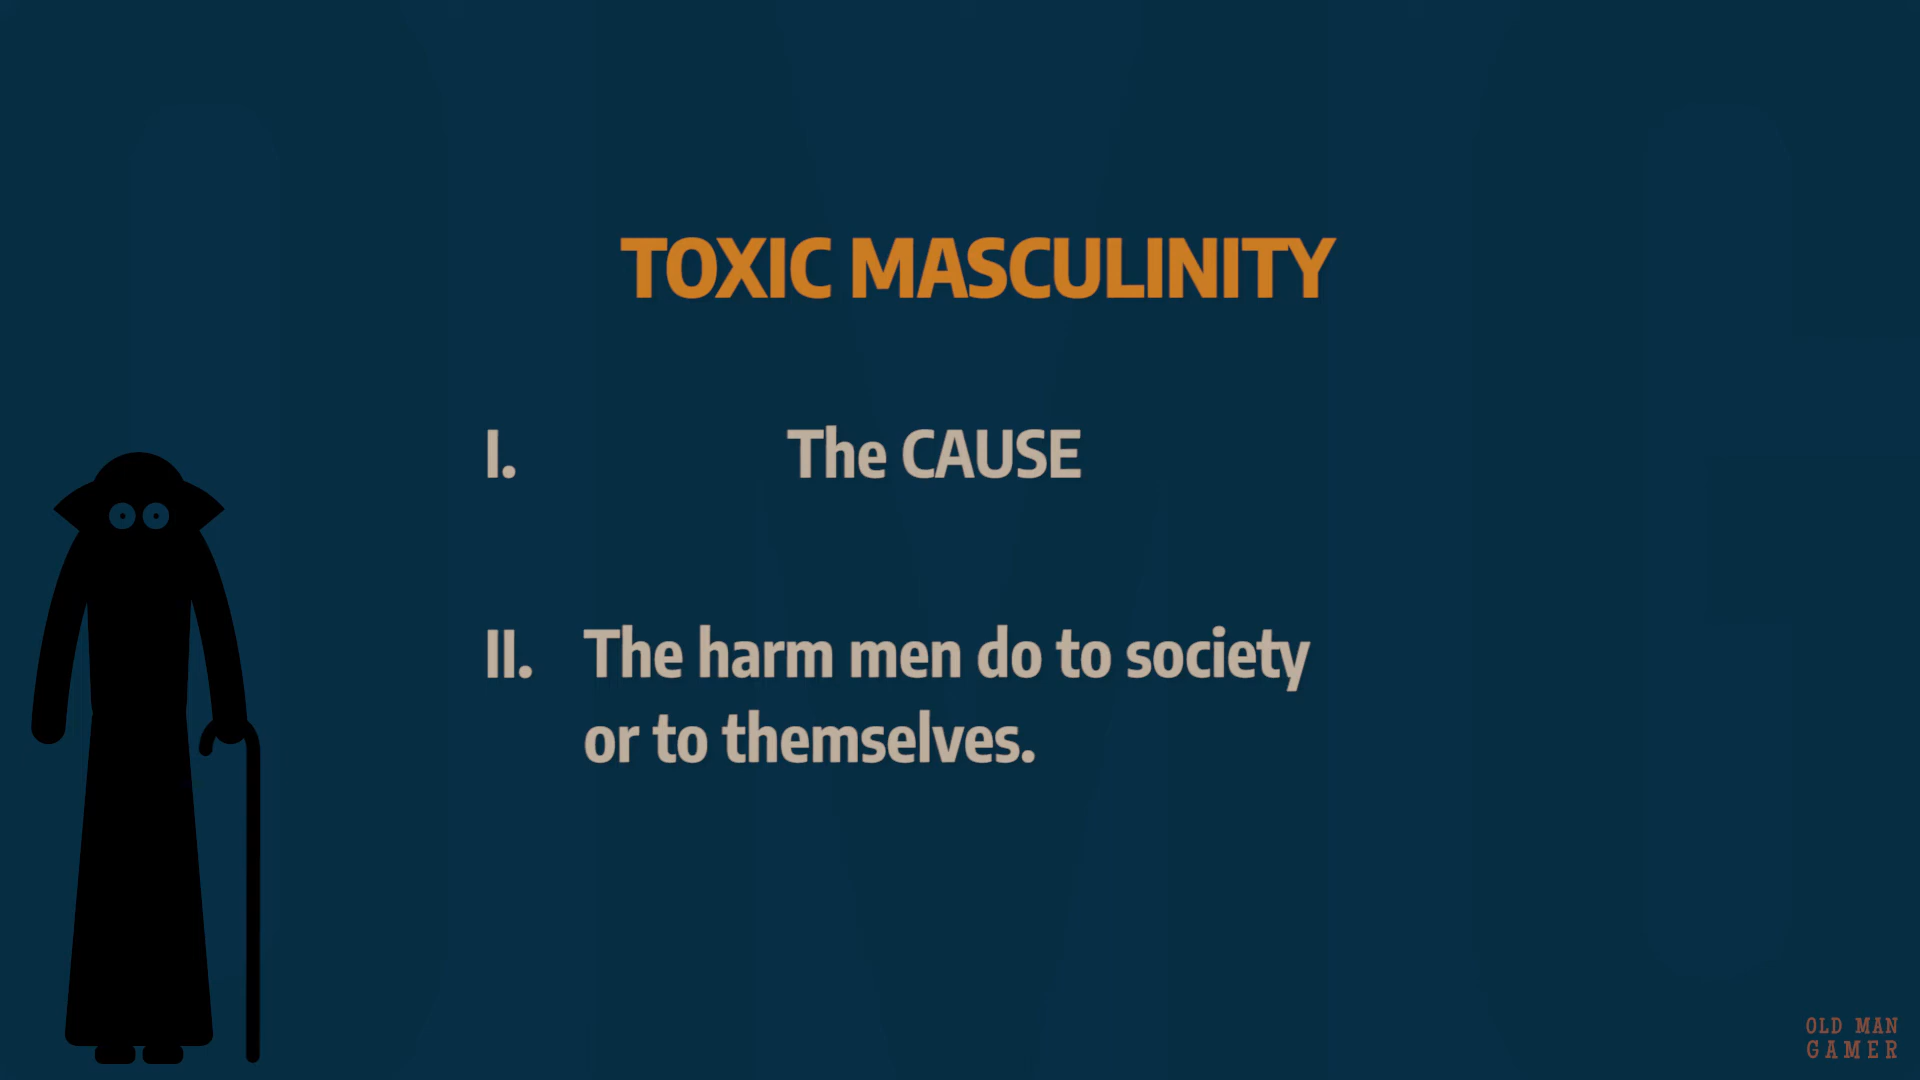 TOXIC MASCULINITY
I. The CAUSE
II. The harm men do to society
or to themselves.
OLD MAN
GAMER